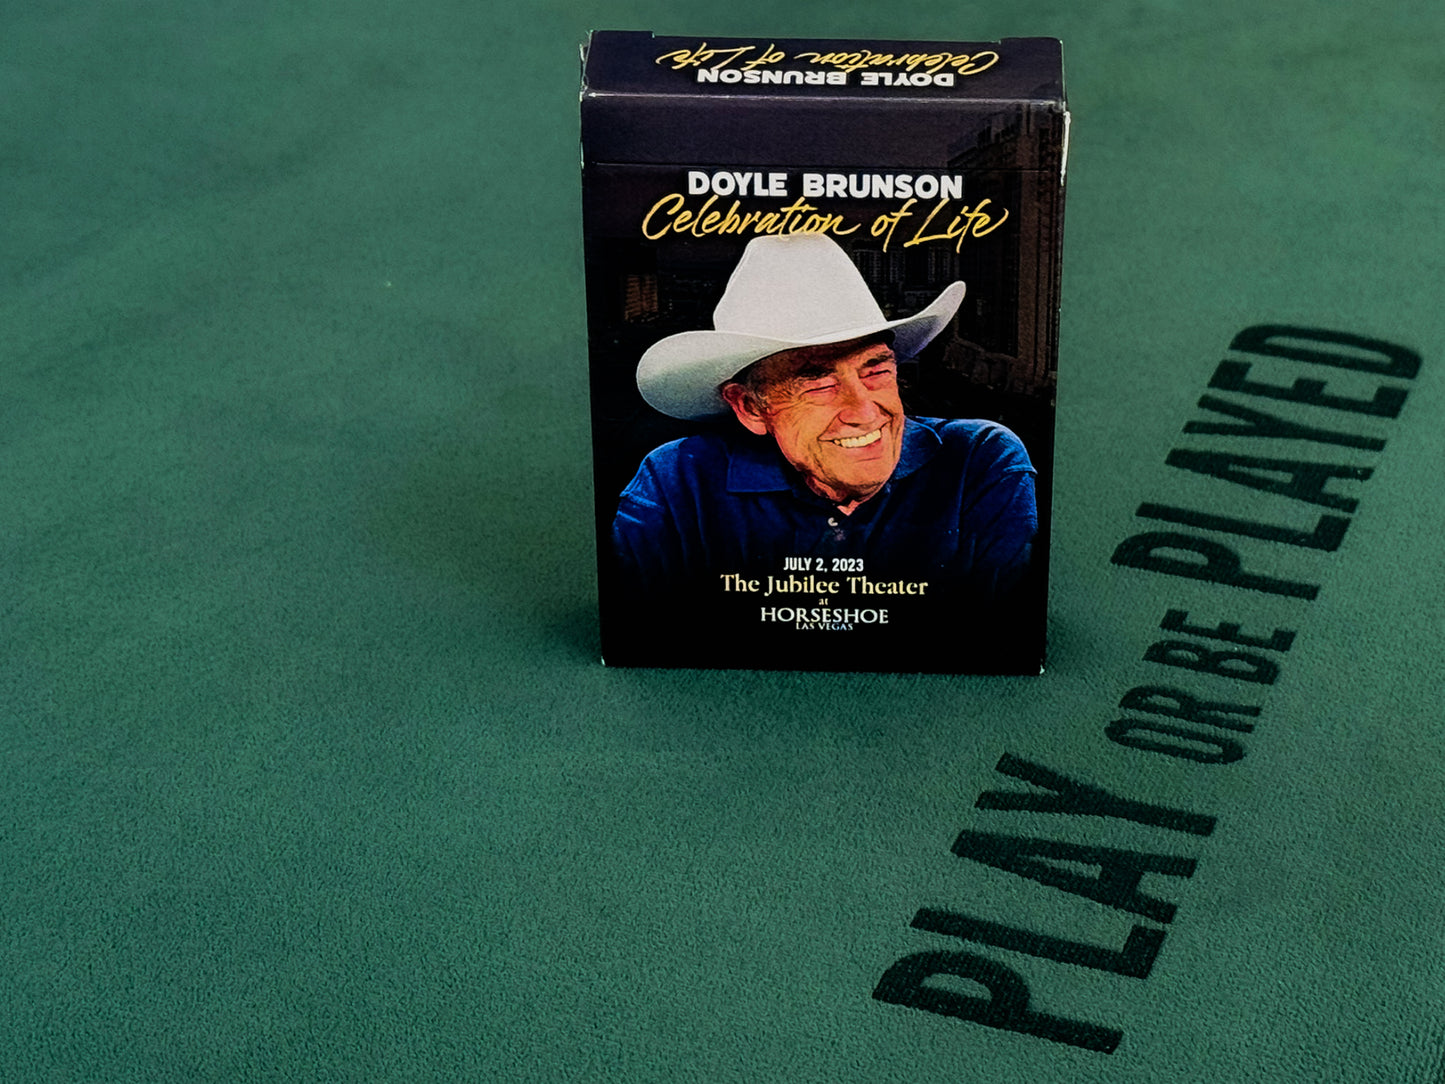 Celebration of Life
DOYLE BRUNSON
DOYLE BRUNSON
Celebration of Life
JULY 2, 2023
The Jubilee Theater
at
HORSESHOE
LAS VEGAS
PLAY OR BE PLAYED